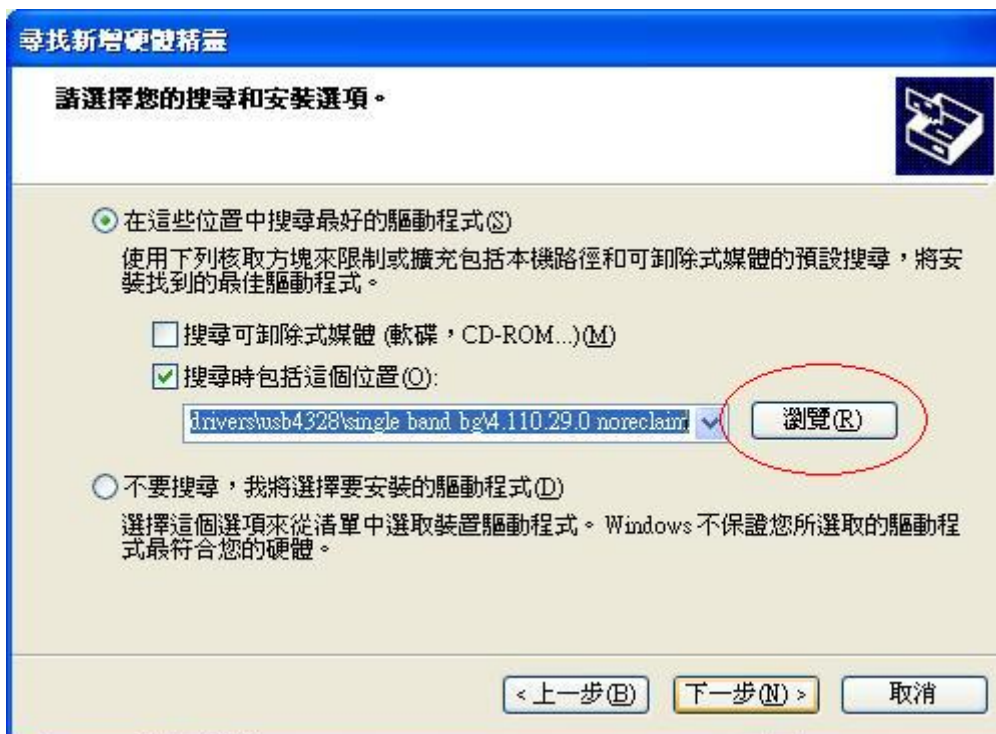 尋找新增硬體精靈
請選擇您的搜尋和安裝選項。
在這些位置中搜尋最好的驅動程式(S)
使用下列核取方塊來限制或擴充包括本機路徑和可卸除式媒體的預設搜尋，將安
裝找到的最佳驅動程式。
搜尋可卸除式媒體 (軟碟，CD-ROM...)(M)
搜尋時包括這個位置(O):
drivers\usb4328\single band bg\4.110.29.0 noreclaim 瀏覽(R)
不要搜尋，我將選擇要安裝的驅動程式(D)
選擇這個選項來從清單中選取裝置驅動程式。Windows 不保證您所選取的驅動程
式最符合您的硬體。
<上一步(B) 下一步(N)> 取消